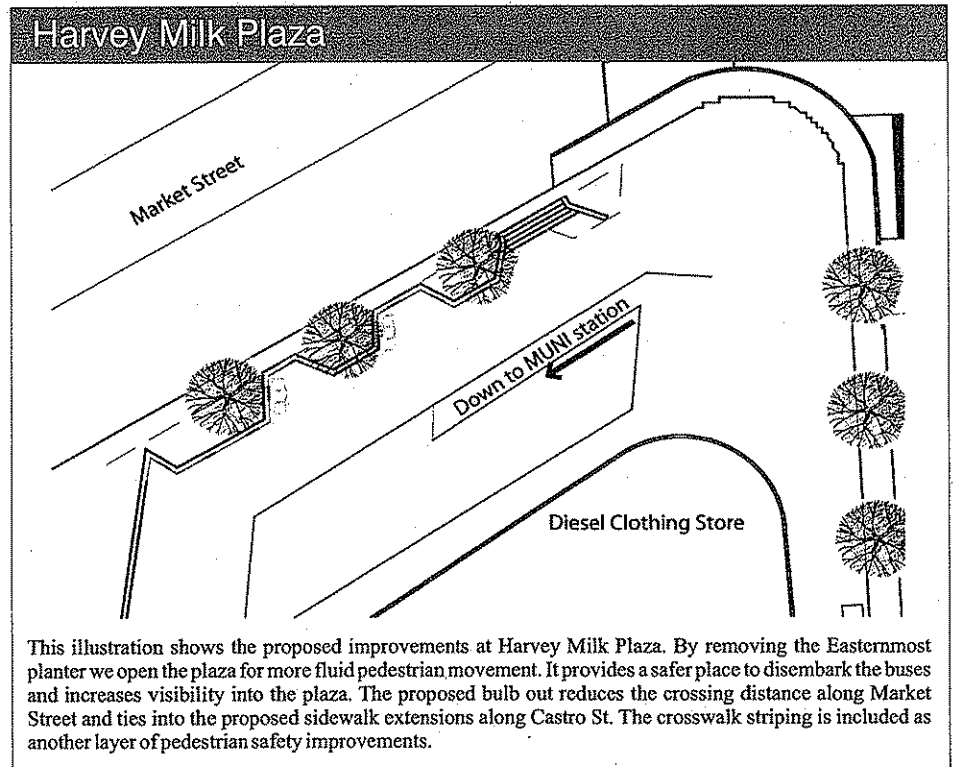 Harvey Milk Plaza
Market Street
Down to MUNI station
Diesel Clothing Store
This illustration shows the proposed improvements at Harvey Milk Plaza. By removing the Easternmost
planter we open the plaza for more fluid pedestrian movement. It provides a safer place to disembark the buses
and increases visibility into the plaza. The proposed bulb out reduces the crossing distance along Market
Street and ties into the proposed sidewalk extensions along Castro St. The crosswalk striping is included as
another layer of pedestrian safety improvements.